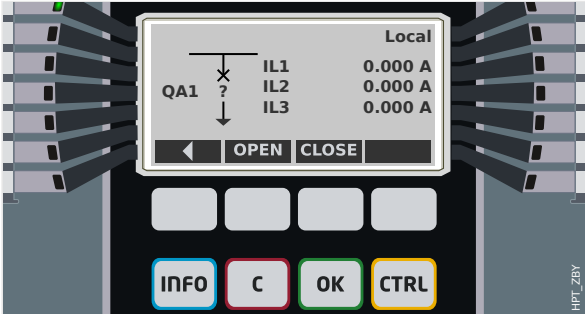 Local
IL1 0.000 A
QA1 ? IL2 0.000 A
IL3 0.000 A
OPEN CLOSE
INFO C OK CTRL
HPT_ZBY